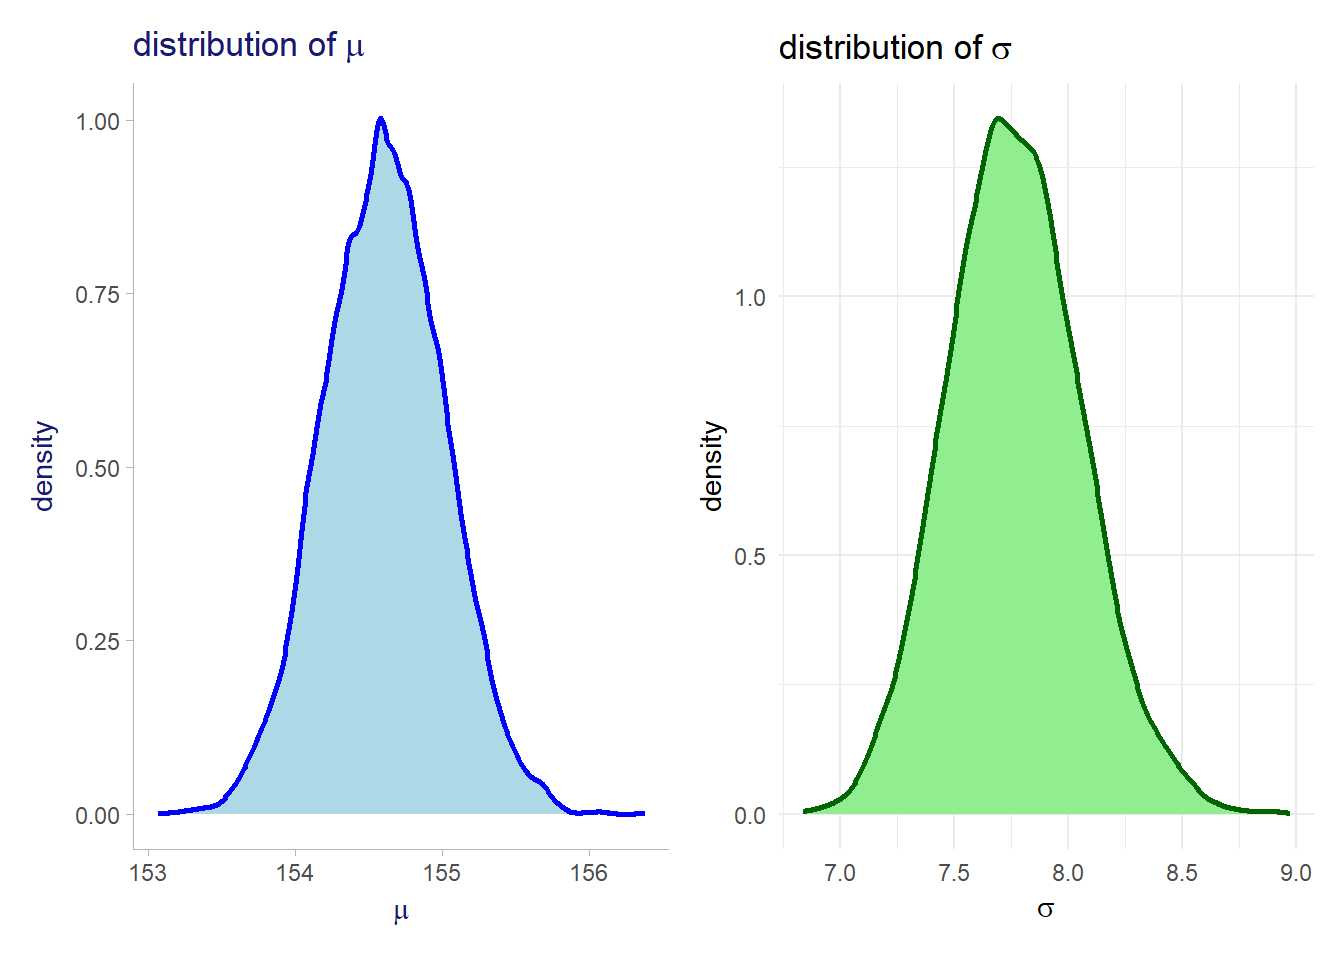 distribution of μ
1.00
0.75
0.50
0.25
0.00
density
153
154
155
156
μ
distribution of σ
1.0
0.5
0.0
density
7.0
7.5
8.0
8.5
9.0
σ